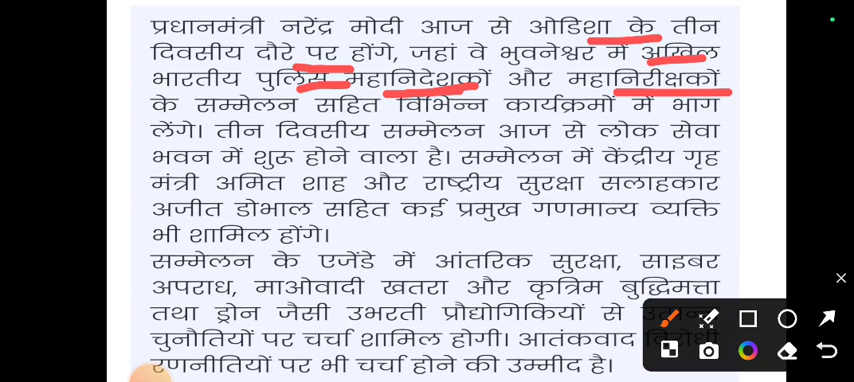 प्रधानमंत्री नरेंद्र मोदी आज से ओडिशा के तीन
दिवसीय दौरे पर होंगे, जहां वे भुवनेश्वर में अखिल
भारतीय पुलिस महानिदेशकों और महानिरीक्षकों
के सम्मेलन सहित विभिन्न कार्यक्रमों में भाग
लेंगे। तीन दिवसीय सम्मेलन आज से लोक सेवा
भवन में शुरू होने वाला है। सम्मेलन में केंद्रीय गृह
मंत्री अमित शाह और राष्ट्रीय सुरक्षा सलाहकार
अजीत डोभाल सहित कई प्रमुख गणमान्य व्यक्ति
भी शामिल होंगे।
सम्मेलन के एजेंडे में आंतरिक सुरक्षा, साइबर
अपराध, माओवादी खतरा और कृत्रिम बुद्धिमत्ता
तथा ड्रोन जैसी उभरती प्रौद्योगिकियों से
चुनौतियों पर चर्चा शामिल होगी। आतंकवाद विरोधी
रणनीतियों पर भी चर्चा होने की उम्मीद है।